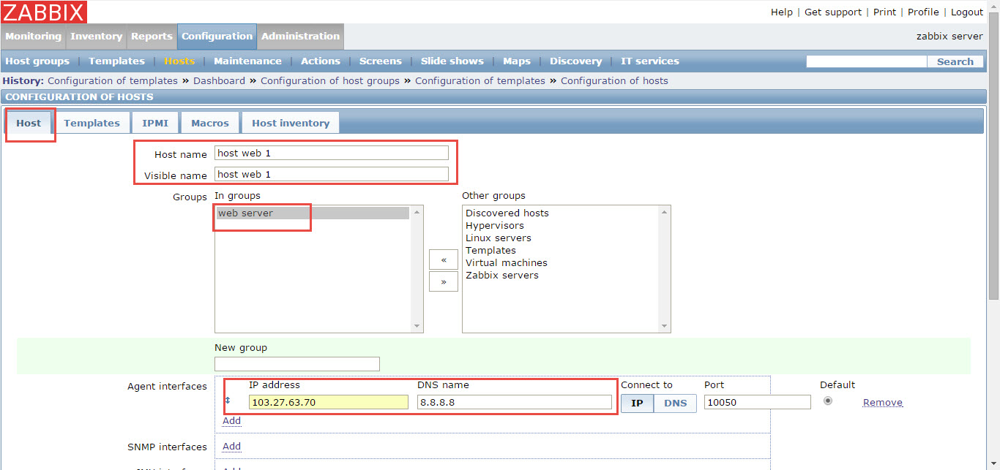 ZABBIX
Help | Get support | Print | Profile | Logout
Monitoring Inventory Reports Configuration Administration zabbix server
Host groups | Templates | Hosts | Maintenance | Actions | Screens | Slide shows | Maps | Discovery | IT services Search
History: Configuration of templates » Dashboard » Configuration of host groups » Configuration of templates » Configuration of hosts
CONFIGURATION OF HOSTS
Host Templates IPMI Macros Host inventory
Host name host web 1
Visible name host web 1
Groups In groups Other groups
web server Discovered hosts
Hypervisors
Linux servers
Templates
Virtual machines
Zabbix servers
«
»
New group
Agent interfaces IP address DNS name Connect to Port Default
103.27.63.70 8.8.8.8 IP DNS 10050 Remove
Add
SNMP interfaces Add